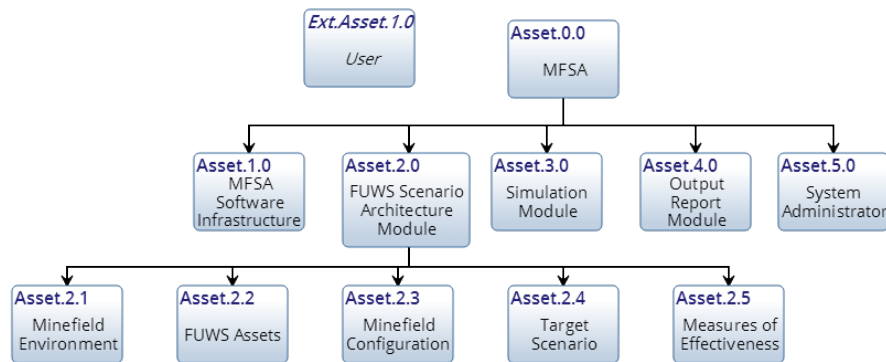 Ext.Asset.1.0
User
Asset.0.0
MFSA
Asset.1.0
MFSA
Software
Infrastructure
Asset.2.0
FUWS Scenario
Architecture
Module
Asset.3.0
Simulation
Module
Asset.4.0
Output
Report
Module
Asset.5.0
System
Administrator
Asset.2.1
Minefield
Environment
Asset.2.2
FUWS Assets
Asset.2.3
Minefield
Configuration
Asset.2.4
Target
Scenario
Asset.2.5
Measures of
Effectiveness